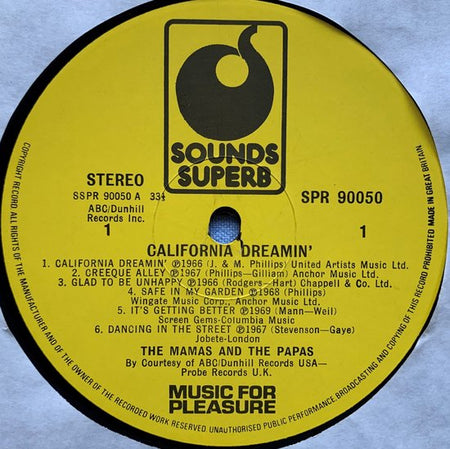 SOUNDS
SUPERB
STEREO
SSPR 90050 A 33⅓
ABC/Dunhill
Records Inc.
1
SPR 90050
1
CALIFORNIA DREAMIN'
1. CALIFORNIA DREAMIN' ℗1966 (J. & M. Phillips) United Artists Music Ltd.
2. CREEQUE ALLEY ℗1967 (Phillips—Gilliam) Anchor Music Ltd.
3. GLAD TO BE UNHAPPY ℗1966 (Rodgers—Hart) Chappell & Co. Ltd.
4. SAFE IN MY GARDEN ℗1968 (Phillips)
Wingate Music Corp., Anchor Music Ltd.
5. IT'S GETTING BETTER ℗1969 (Mann—Weil)
Screen Gems-Columbia Music
6. DANCING IN THE STREET ℗1967 (Stevenson—Gaye)
Jobete-London
THE MAMAS AND THE PAPAS
By Courtesy of ABC/Dunhill Records USA—
Probe Records U.K.
MUSIC FOR
PLEASURE
COPYRIGHT RECORD ALL RIGHTS OF THE MANUFACTURER AND OF THE OWNER OF THE RECORDED WORK RESERVED UNAUTHORISED PUBLIC PERFORMANCE BROADCASTING AND COPYING OF THIS RECORD PROHIBITED MADE IN GREAT BRITAIN